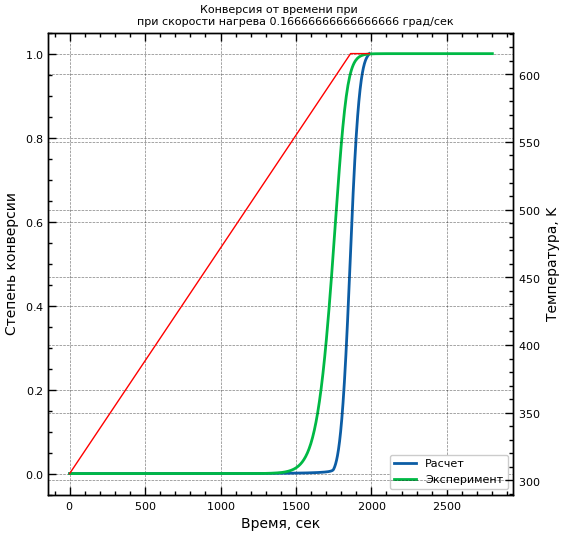 Конверсия от времени при
при скорости нагрева 0.16666666666666666 град/сек
1.0
0.8
0.6
0.4
0.2
0.0
Степень конверсии
600
550
500
450
400
350
300
Температура, K
Расчет
Эксперимент
0 500 1000 1500 2000 2500
Время, сек